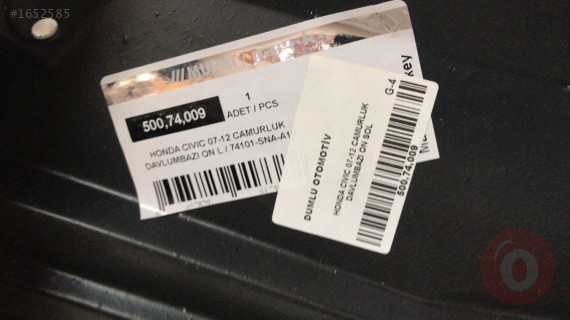 #1652585
1
500,74,009
ADET / PCS
HONDA CIVIC 07-12 CAMURLUK
DAVLUMBAZI ON L / 74101-SNA-A1
DUMLU OTOMOTİV
G-4
HONDA CIVIC 07-12 CAMURLUK
DAVLUMBAZI ON SOL
500.74.009